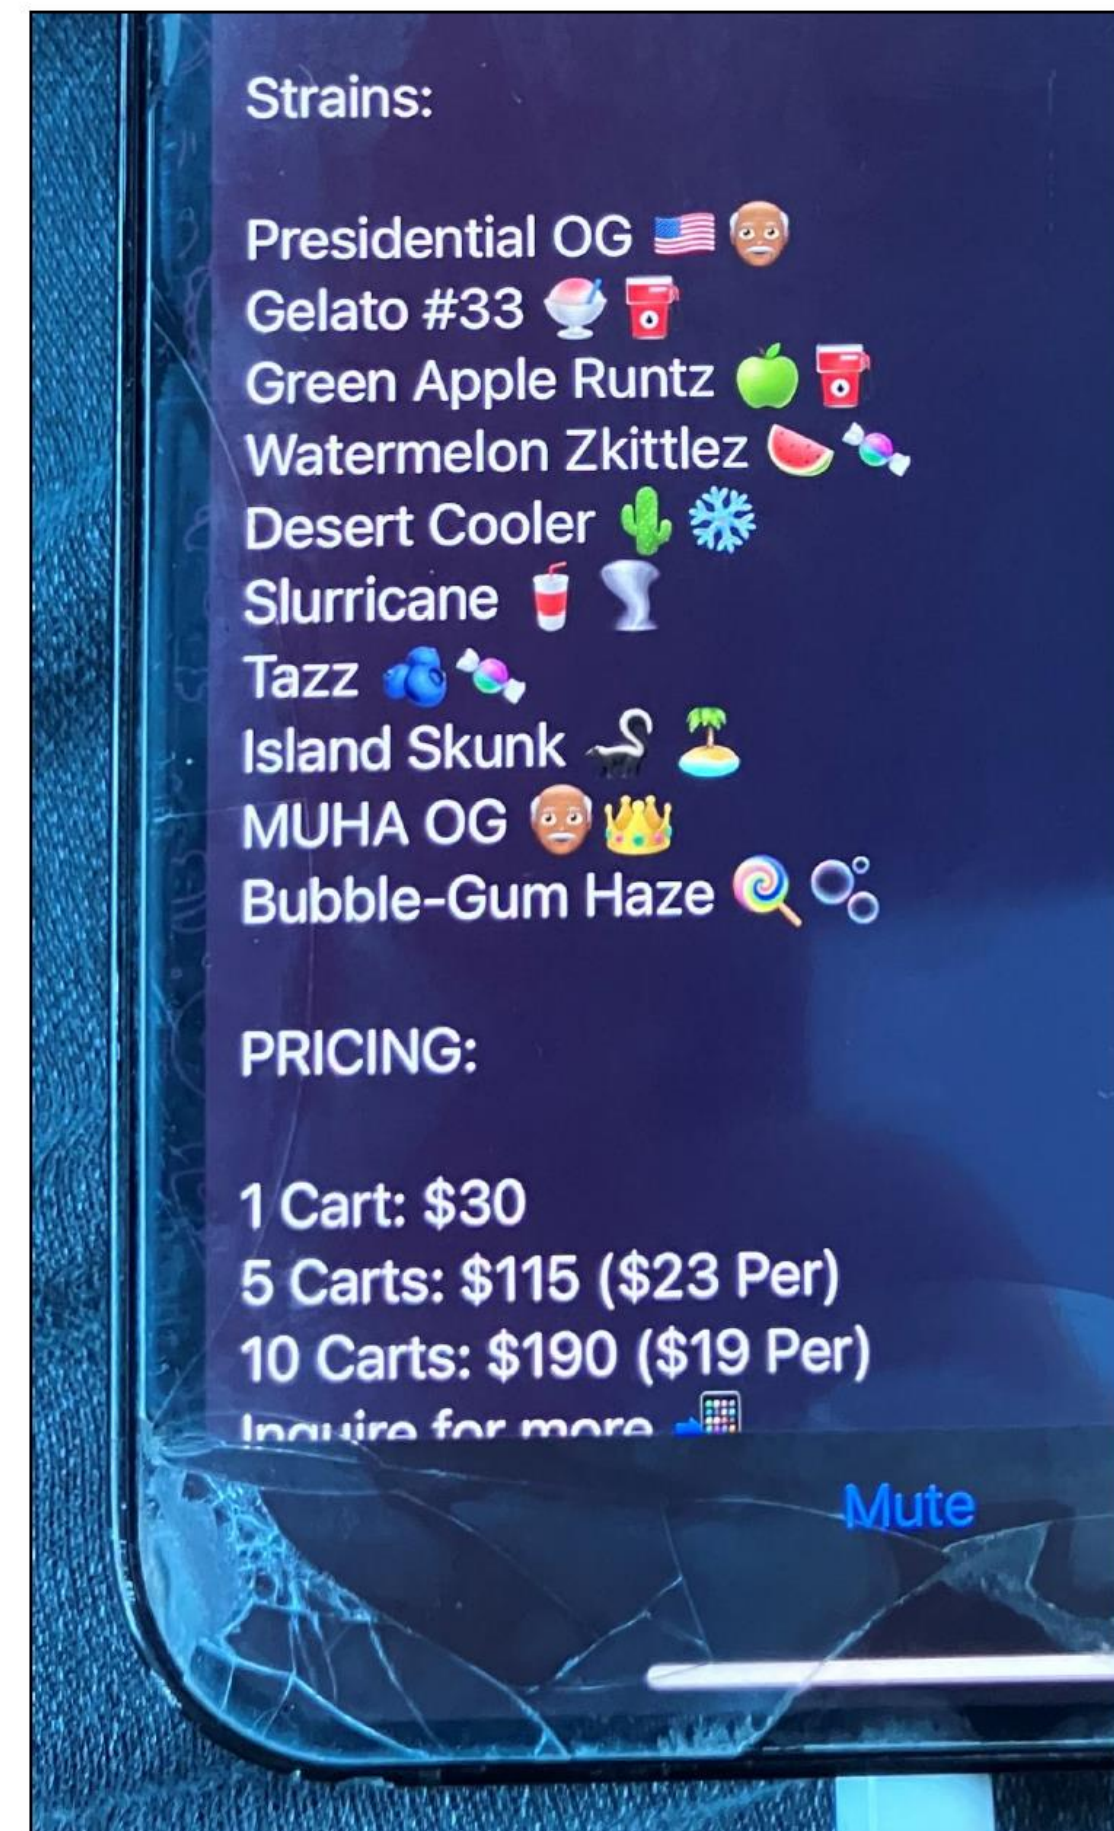 Strains:
Presidential OG 🇺🇸👴🏾
Gelato #33 🍧🥤
Green Apple Runtz 🍏
Watermelon Zkittlez 🍉🍬
Desert Cooler 🌵❄️
Slurricane 🥤🌪
Tazz 🫐🍬
Island Skunk 🦨🏝
MUHA OG 👴🏾👑
Bubble-Gum Haze 🍭🫧
PRICING:
1 Cart: $30
5 Carts: $115 ($23 Per)
10 Carts: $190 ($19 Per)
Inquire for more 📲
Mute